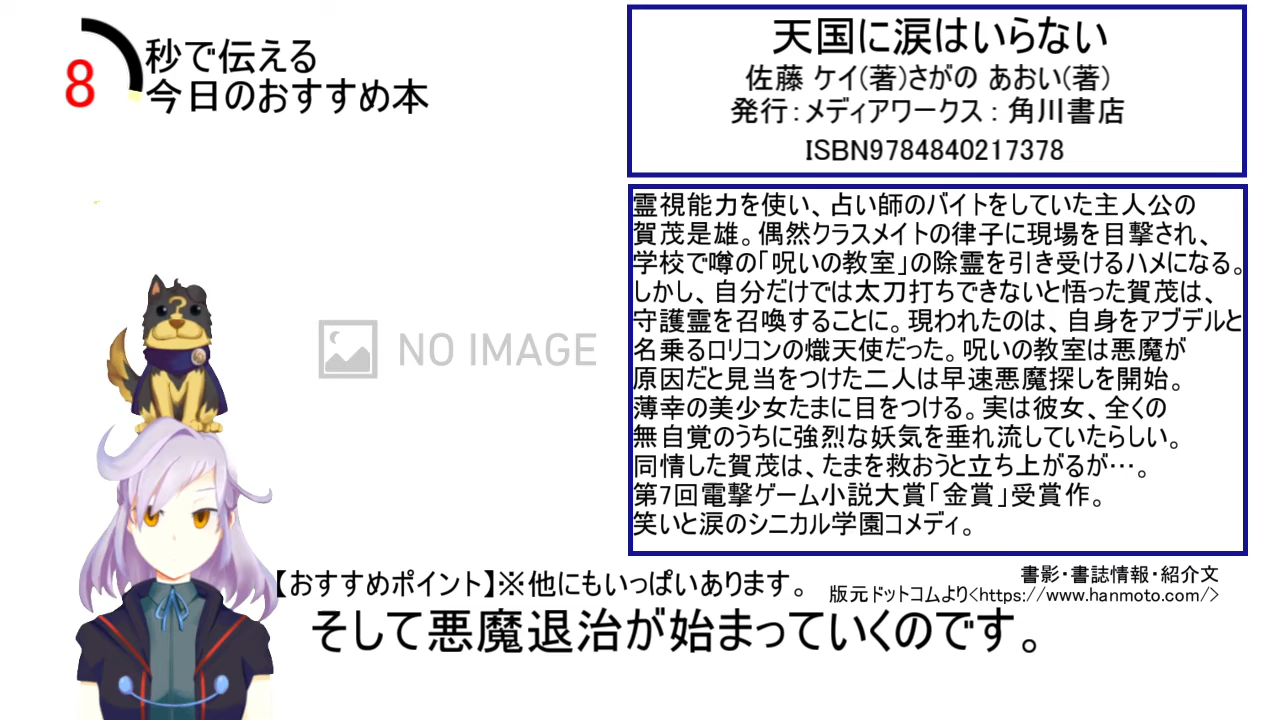 8
秒で伝える
今日のおすすめ本
天国に涙はいらない
佐藤 ケイ(著)さがの あおい(著)
発行：メディアワークス： 角川書店
ISBN9784840217378
霊視能力を使い、占い師のバイトをしていた主人公の
賀茂是雄。偶然クラスメイトの律子に現場を目撃され、
学校で噂の「呪いの教室」の除霊を引き受けるハメになる。
しかし、自分だけでは太刀打ちできないと悟った賀茂は、
守護霊を召喚することに。現われたのは、自身をアブデルと
名乗るロリコンの熾天使だった。呪いの教室は悪魔が
原因だと見当をつけた二人は早速悪魔探しを開始。
薄幸の美少女たまに目をつける。実は彼女、全くの
無自覚のうちに強烈な妖気を垂れ流していたらしい。
同情した賀茂は、たまを救おうと立ち上がるが…。
第7回電撃ゲーム小説大賞「金賞」受賞作。
笑いと涙のシニカル学園コメディ。
?
NO IMAGE
書影・書誌情報・紹介文
版元ドットコムより<https://www.hanmoto.com/>
【おすすめポイント】※他にもいっぱいあります。
そして悪魔退治が始まっていくのです。